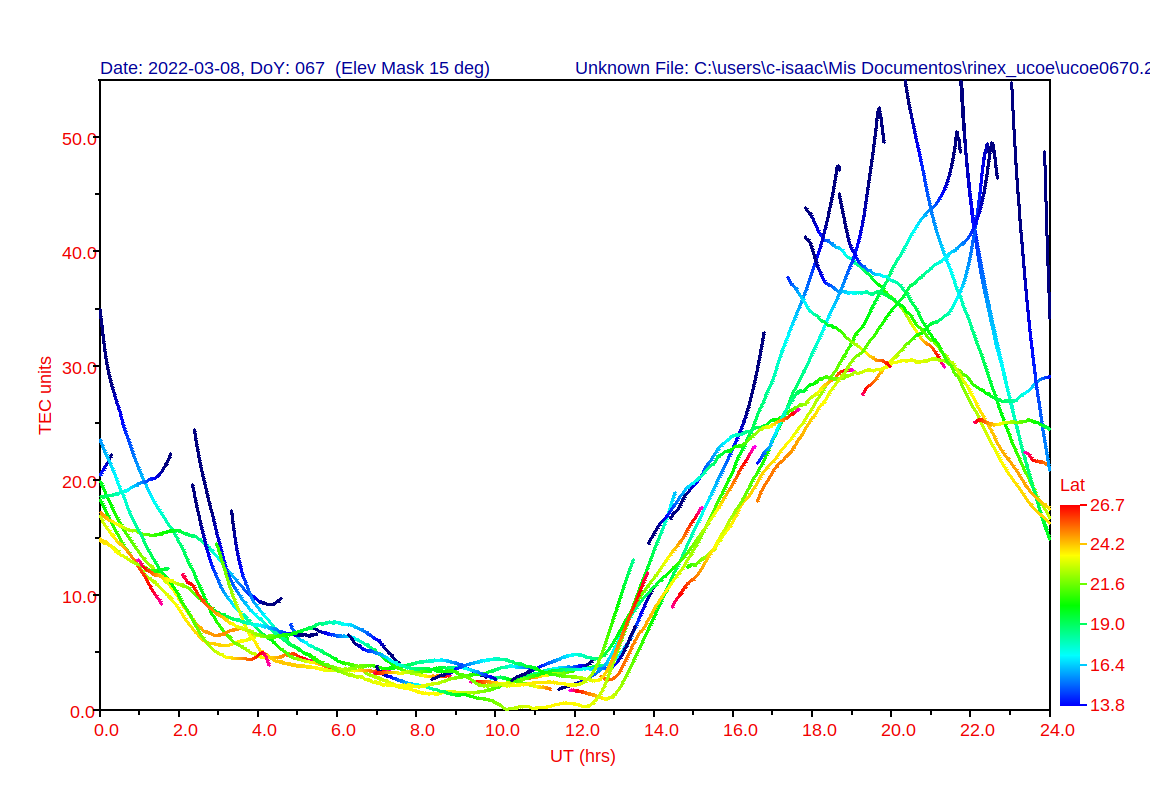 Date: 2022-03-08, DoY: 067  (Elev Mask 15 deg)
Unknown File: C:\users\c-isaac\Mis Documentos\rinex_ucoe\ucoe0670.2
50.0
40.0
30.0
20.0
10.0
0.0
TEC units
0.0 2.0 4.0 6.0 8.0 10.0 12.0 14.0 16.0 18.0 20.0 22.0 24.0
UT (hrs)
Lat
26.7
24.2
21.6
19.0
16.4
13.8